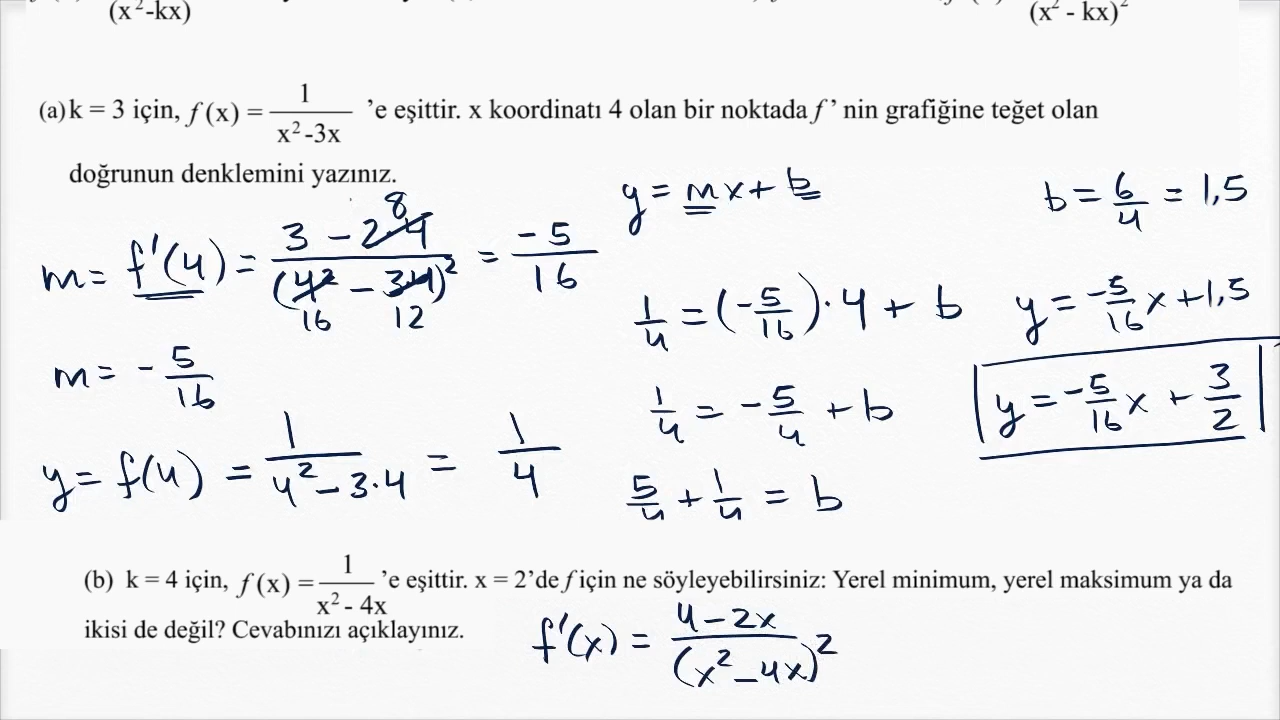 (x²-kx) (x² - kx)²
(a) k = 3 için, f (x) = 1/(x² -3x) 'e eşittir. x koordinatı 4 olan bir noktada f ' nin grafiğine teğet olan
doğrunun denklemini yazınız.
m = f'(4) = (3 - 2·4)/(4² - 3·4)² = -5/16
8
16 12
m = - 5/16
y = f(4) = 1/(4² - 3·4) = 1/4
y = mx + b
1/4 = (-5/16)·4 + b
1/4 = -5/4 + b
5/4 + 1/4 = b
b = 6/4 = 1,5
y = -5/16 x + 1,5
y = -5/16 x + 3/2
(b) k = 4 için, f (x) = 1/(x² - 4x) 'e eşittir. x = 2'de f için ne söyleyebilirsiniz: Yerel minimum, yerel maksimum ya da
ikisi de değil? Cevabınızı açıklayınız.
f'(x) = (4 - 2x)/(x² - 4x)²